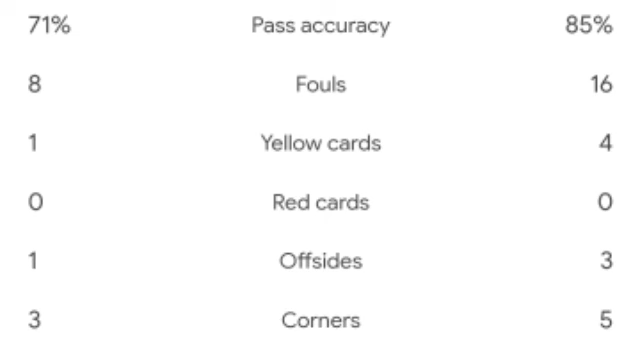 71% Pass accuracy 85%
8 Fouls 16
1 Yellow cards 4
0 Red cards 0
1 Offsides 3
3 Corners 5